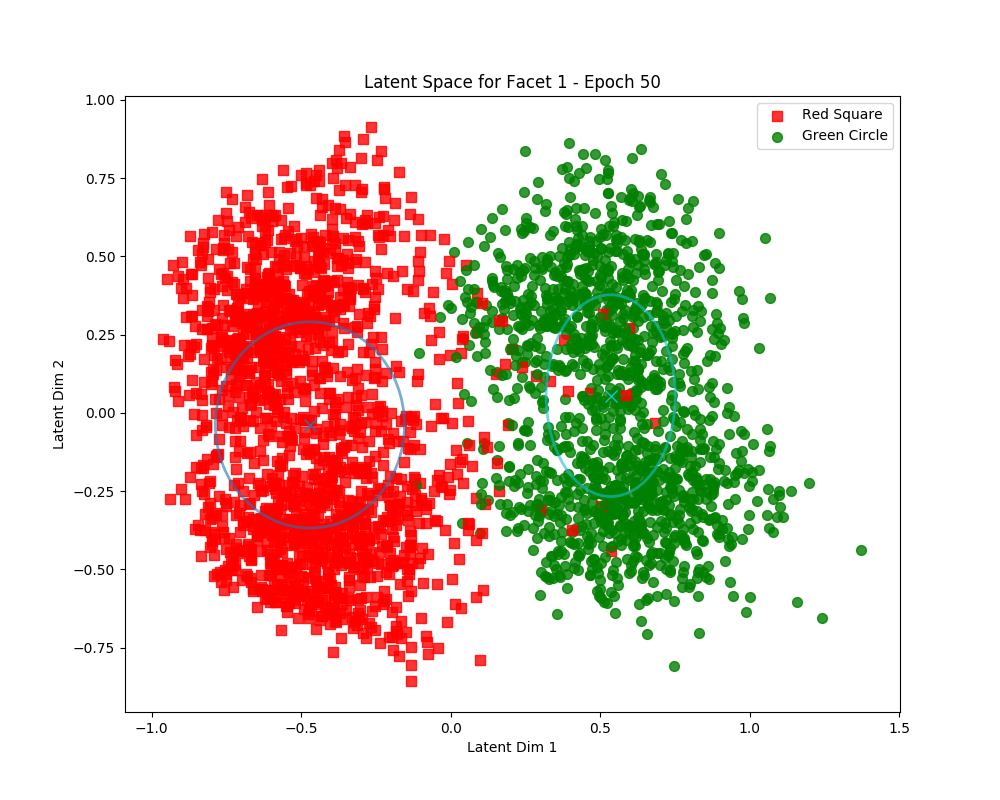 Latent Space for Facet 1 - Epoch 50
Red Square
Green Circle
1.00
0.75
0.50
0.25
0.00
−0.25
−0.50
−0.75
Latent Dim 2
−1.0
−0.5
0.0
0.5
1.0
1.5
Latent Dim 1